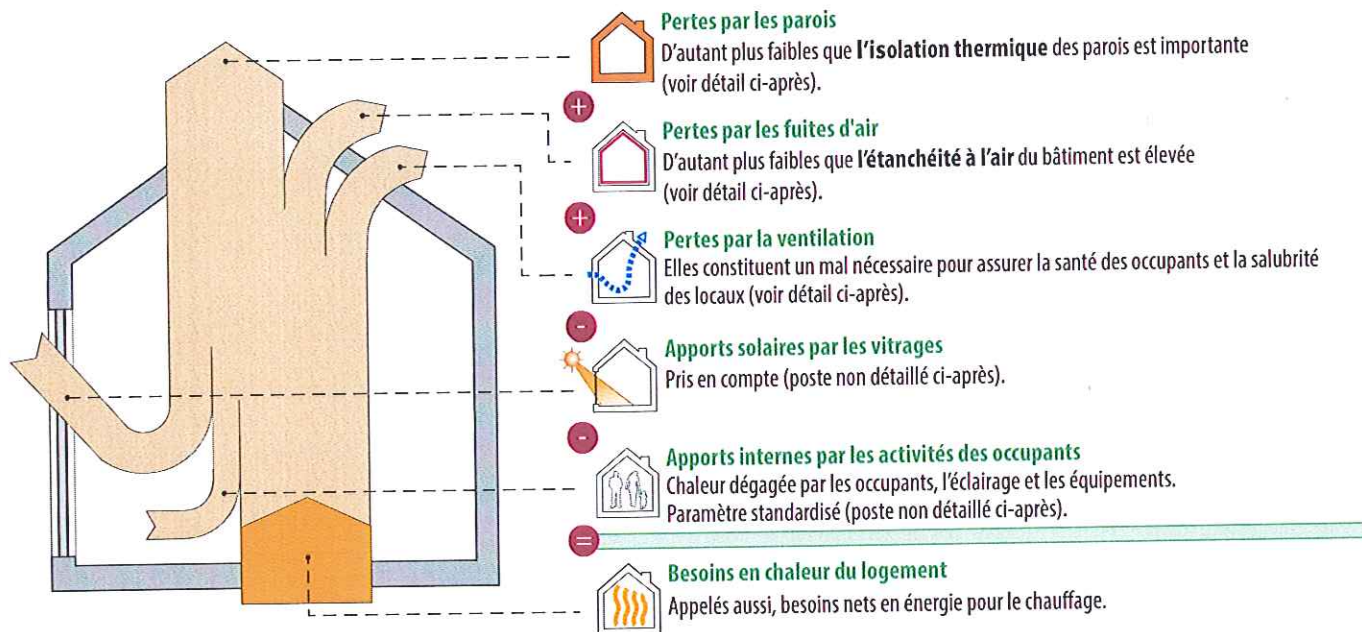 Pertes par les parois
D'autant plus faibles que l'isolation thermique des parois est importante
(voir détail ci-après).
+
Pertes par les fuites d'air
D'autant plus faibles que l'étanchéité à l'air du bâtiment est élevée
(voir détail ci-après).
+
Pertes par la ventilation
Elles constituent un mal nécessaire pour assurer la santé des occupants et la salubrité
des locaux (voir détail ci-après).
-
Apports solaires par les vitrages
Pris en compte (poste non détaillé ci-après).
-
Apports internes par les activités des occupants
Chaleur dégagée par les occupants, l'éclairage et les équipements.
Paramètre standardisé (poste non détaillé ci-après).
=
Besoins en chaleur du logement
Appelés aussi, besoins nets en énergie pour le chauffage.